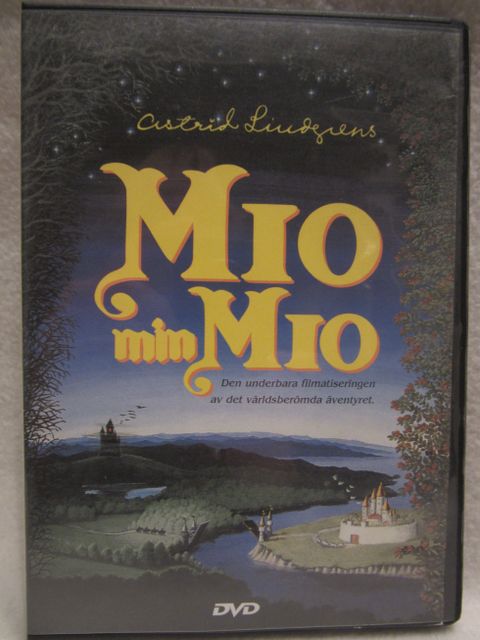 Astrid Lindgrens
MIO
min MIO
Den underbara filmatiseringen
av det världsberömda äventyret.
DVD